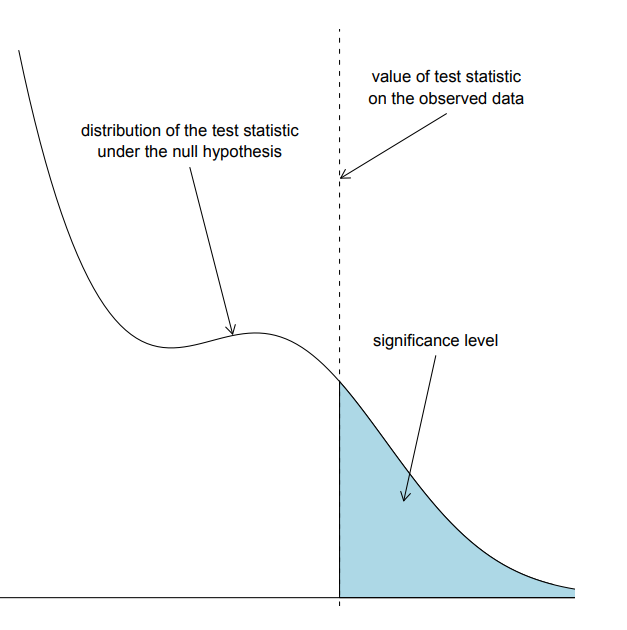 value of test statistic
on the observed data
distribution of the test statistic
under the null hypothesis
significance level